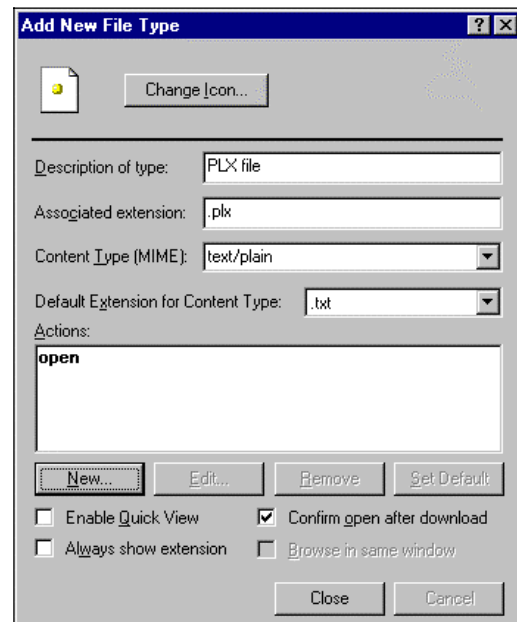 Add New File Type
Change Icon...
Description of type: PLX file
Associated extension: .plx
Content Type (MIME): text/plain
Default Extension for Content Type: .txt
Actions:
open
New... Edit... Remove Set Default
Enable Quick View Confirm open after download
Always show extension Browse in same window
Close Cancel